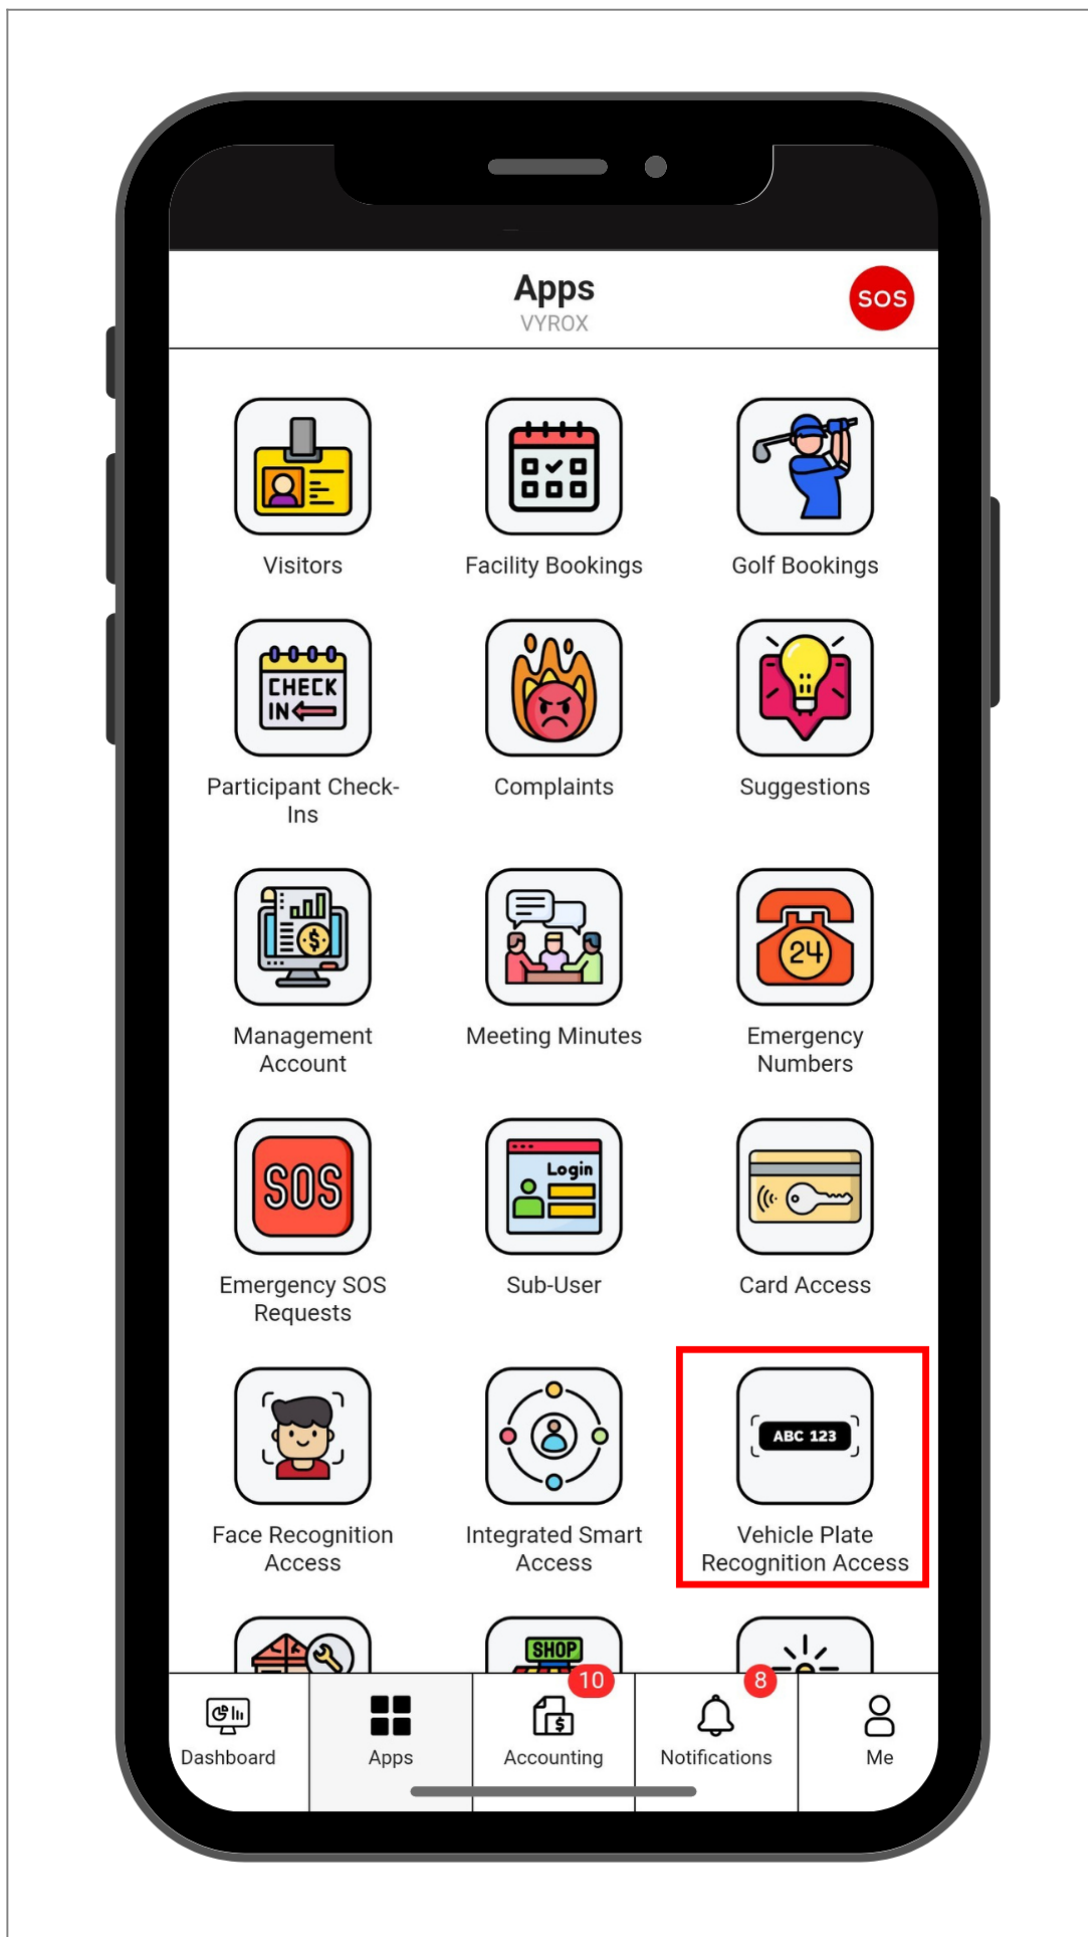 Apps
VYROX
SOS
Visitors
Facility Bookings
Golf Bookings
CHECK
IN
Participant Check-
Ins
Complaints
Suggestions
$
Management
Account
Meeting Minutes
24
Emergency
Numbers
SOS
Emergency SOS
Requests
Login
Sub-User
Card Access
Face Recognition
Access
Integrated Smart
Access
ABC 123
Vehicle Plate
Recognition Access
SHOP
Dashboard
Apps
10
$
Accounting
8
Notifications
Me